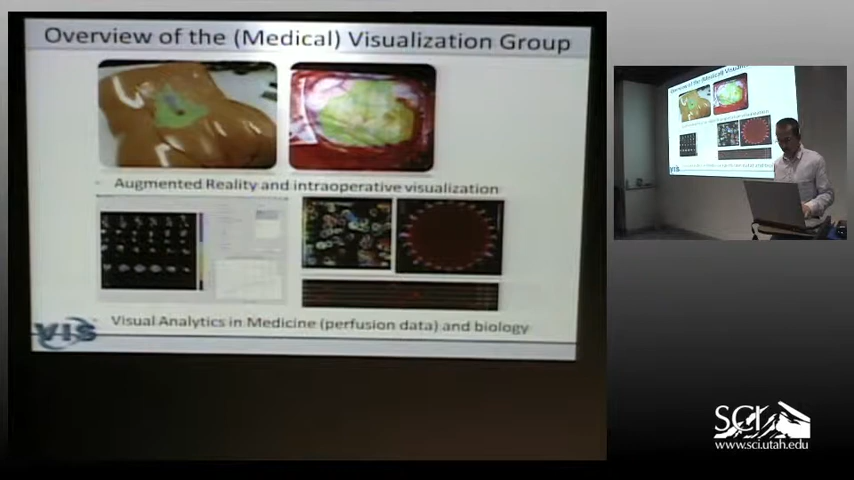 Overview of the (Medical) Visualization Group
Augmented Reality and intraoperative visualization
Visual Analytics in Medicine (perfusion data) and biology
VIS
SCI
www.sci.utah.edu